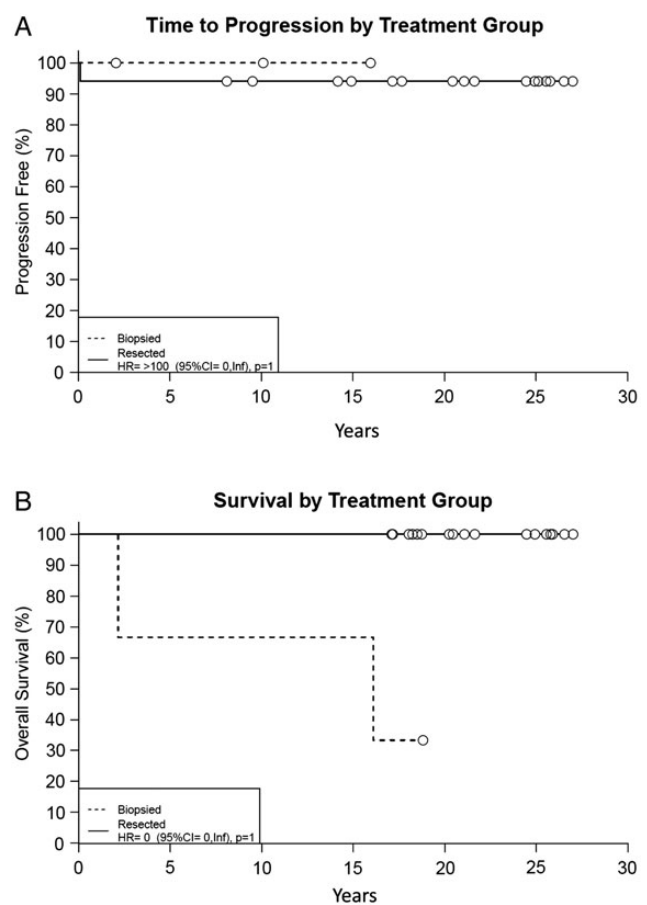 A
Time to Progression by Treatment Group
Progression Free (%)
100
90
80
70
60
50
40
30
20
10
0
Biopsied
Resected
HR= >100 (95%CI= 0,Inf), p=1
0 5 10 15 20 25 30
Years
B
Survival by Treatment Group
Overall Survival (%)
100
90
80
70
60
50
40
30
20
10
0
Biopsied
Resected
HR= 0 (95%CI= 0,Inf), p=1
0 5 10 15 20 25 30
Years